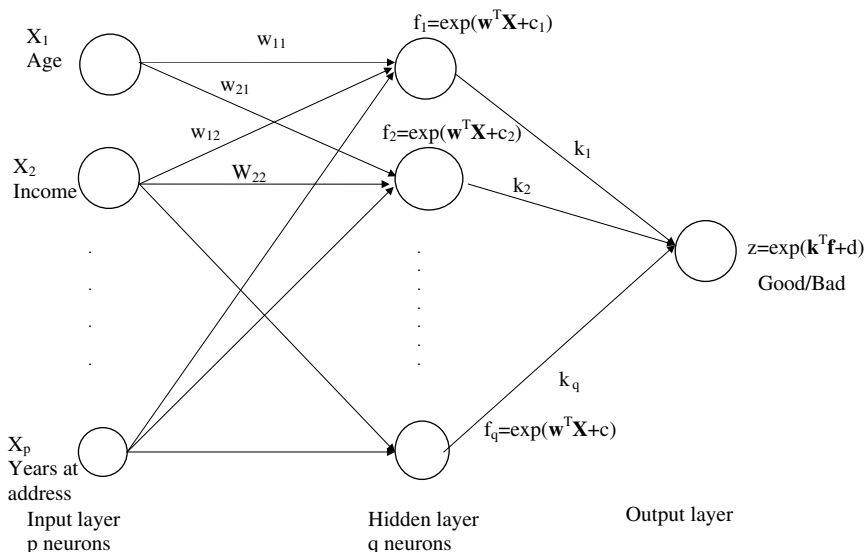 f₁=exp(wᵀX+c₁)
X₁
Age
w₁₁
w₂₁
w₁₂
f₂=exp(wᵀX+c₂)
k₁
X₂
Income
W₂₂
k₂
z=exp(kᵀf+d)
Good/Bad
k q
fq=exp(wᵀX+c)
Xp
Years at
address
Input layer
p neurons
Hidden layer
q neurons
Output layer